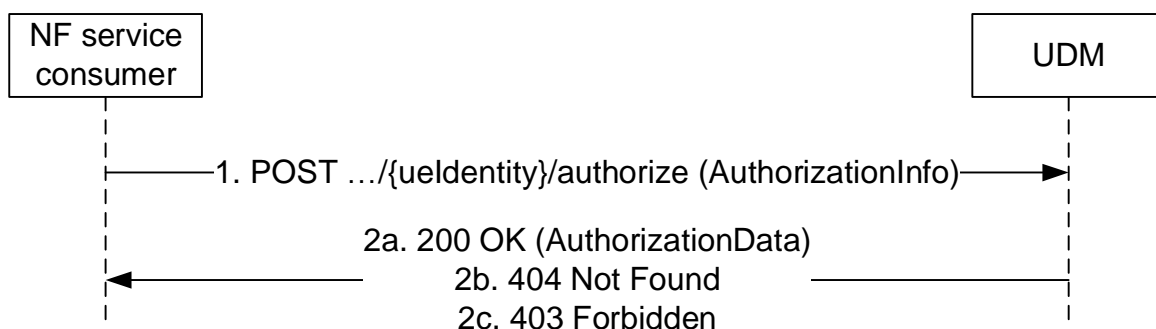 NF service
consumer
UDM
1. POST …/{ueIdentity}/authorize (AuthorizationInfo)
2a. 200 OK (AuthorizationData)
2b. 404 Not Found
2c. 403 Forbidden